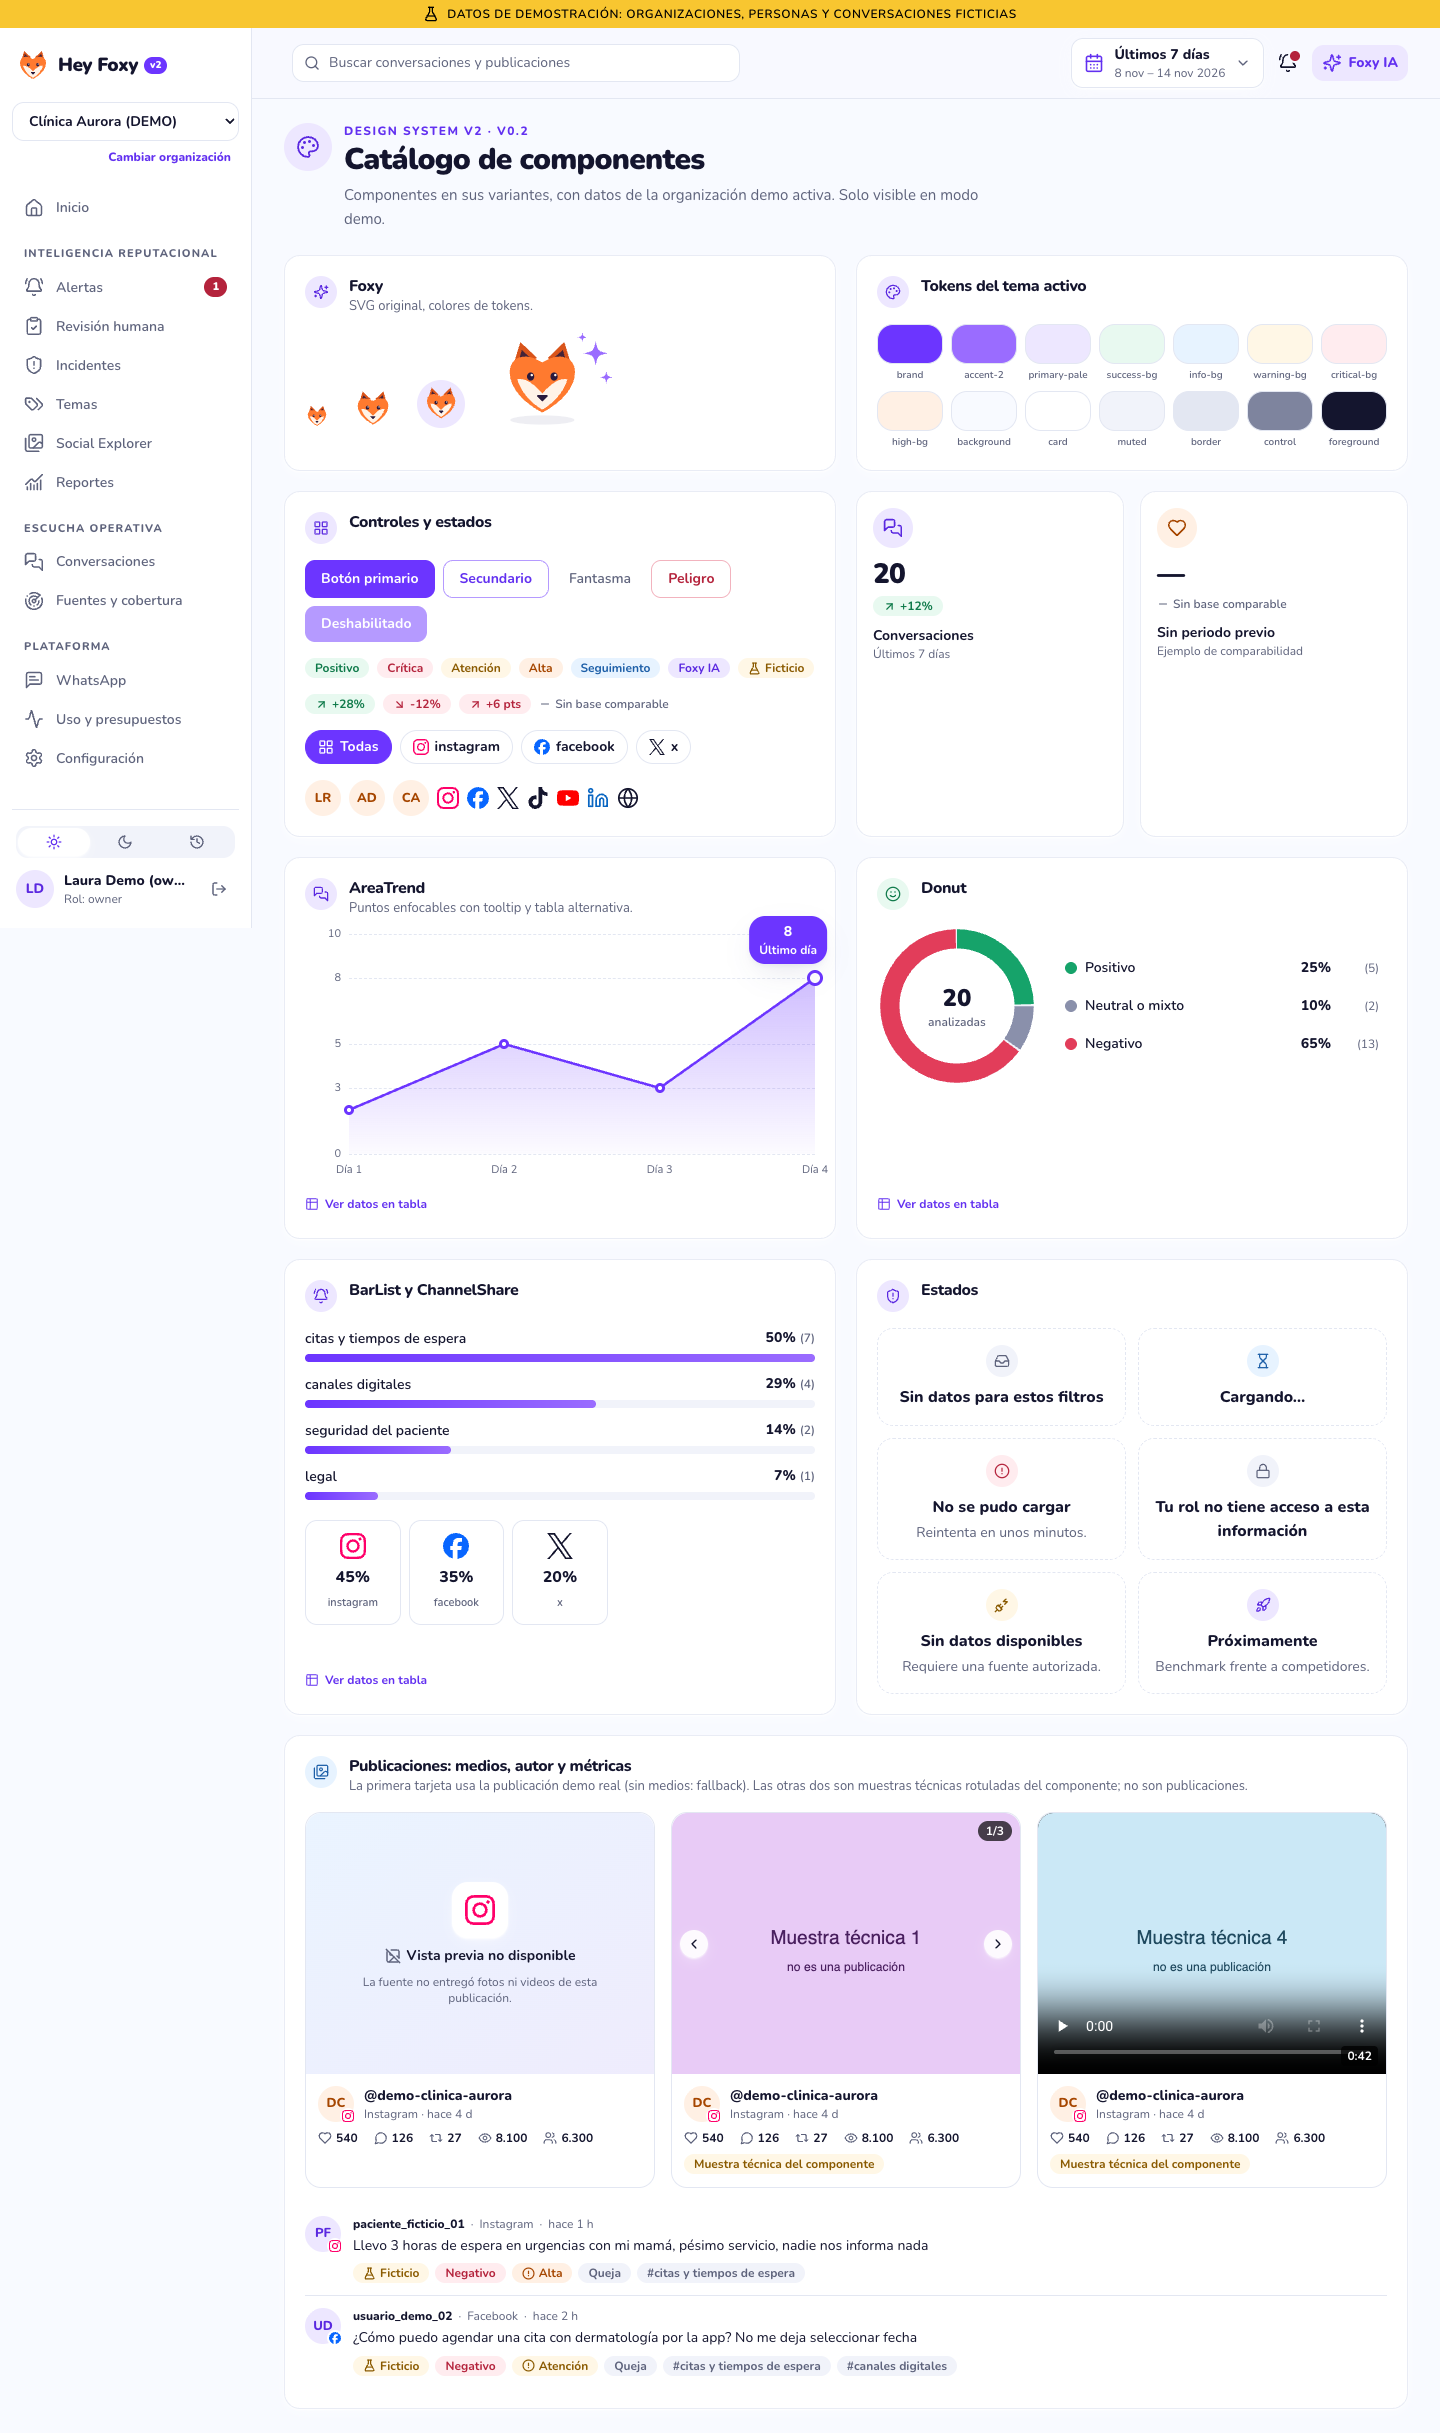 DATOS DE DEMOSTRACIÓN: ORGANIZACIONES, PERSONAS Y CONVERSACIONES FICTICIAS
Hey Foxy v2
Clínica Aurora (DEMO)
Cambiar organización
Inicio
INTELIGENCIA REPUTACIONAL
Alertas 1
Revisión humana
Incidentes
Temas
Social Explorer
Reportes
ESCUCHA OPERATIVA
Conversaciones
Fuentes y cobertura
PLATAFORMA
WhatsApp
Uso y presupuestos
Configuración
LD
Laura Demo (ow...
Rol: owner
Buscar conversaciones y publicaciones
Últimos 7 días
8 nov – 14 nov 2026
Foxy IA
DESIGN SYSTEM V2 · V0.2
Catálogo de componentes
Componentes en sus variantes, con datos de la organización demo activa. Solo visible en modo
demo.
Foxy
SVG original, colores de tokens.
Tokens del tema activo
brand accent-2 primary-pale success-bg info-bg warning-bg critical-bg
high-bg background card muted border control foreground
Controles y estados
Botón primario Secundario Fantasma Peligro
Deshabilitado
Positivo Crítica Atención Alta Seguimiento Foxy IA Ficticio
+28% -12% +6 pts — Sin base comparable
Todas instagram facebook x
LR AD CA
20
+12%
Conversaciones
Últimos 7 días
—
— Sin base comparable
Sin periodo previo
Ejemplo de comparabilidad
AreaTrend
Puntos enfocables con tooltip y tabla alternativa.
8
Último día
10
8
5
3
0
Día 1 Día 2 Día 3 Día 4
Ver datos en tabla
Donut
20
analizadas
Positivo 25% (5)
Neutral o mixto 10% (2)
Negativo 65% (13)
Ver datos en tabla
BarList y ChannelShare
citas y tiempos de espera 50% (7)
canales digitales 29% (4)
seguridad del paciente 14% (2)
legal 7% (1)
45% 35% 20%
instagram facebook x
Ver datos en tabla
Estados
Sin datos para estos filtros
Cargando...
No se pudo cargar
Reintenta en unos minutos.
Tu rol no tiene acceso a esta
información
Sin datos disponibles
Requiere una fuente autorizada.
Próximamente
Benchmark frente a competidores.
Publicaciones: medios, autor y métricas
La primera tarjeta usa la publicación demo real (sin medios: fallback). Las otras dos son muestras técnicas rotuladas del componente; no son publicaciones.
Vista previa no disponible
La fuente no entregó fotos ni videos de esta
publicación.
DC
@demo-clinica-aurora
Instagram · hace 4 d
540 126 27 8.100 6.300
1/3
Muestra técnica 1
no es una publicación
DC
@demo-clinica-aurora
Instagram · hace 4 d
540 126 27 8.100 6.300
Muestra técnica del componente
Muestra técnica 4
no es una publicación
0:00
0:42
DC
@demo-clinica-aurora
Instagram · hace 4 d
540 126 27 8.100 6.300
Muestra técnica del componente
PF
paciente_ficticio_01 · Instagram · hace 1 h
Llevo 3 horas de espera en urgencias con mi mamá, pésimo servicio, nadie nos informa nada
Ficticio Negativo Alta Queja #citas y tiempos de espera
UD
usuario_demo_02 · Facebook · hace 2 h
¿Cómo puedo agendar una cita con dermatología por la app? No me deja seleccionar fecha
Ficticio Negativo Atención Queja #citas y tiempos de espera #canales digitales